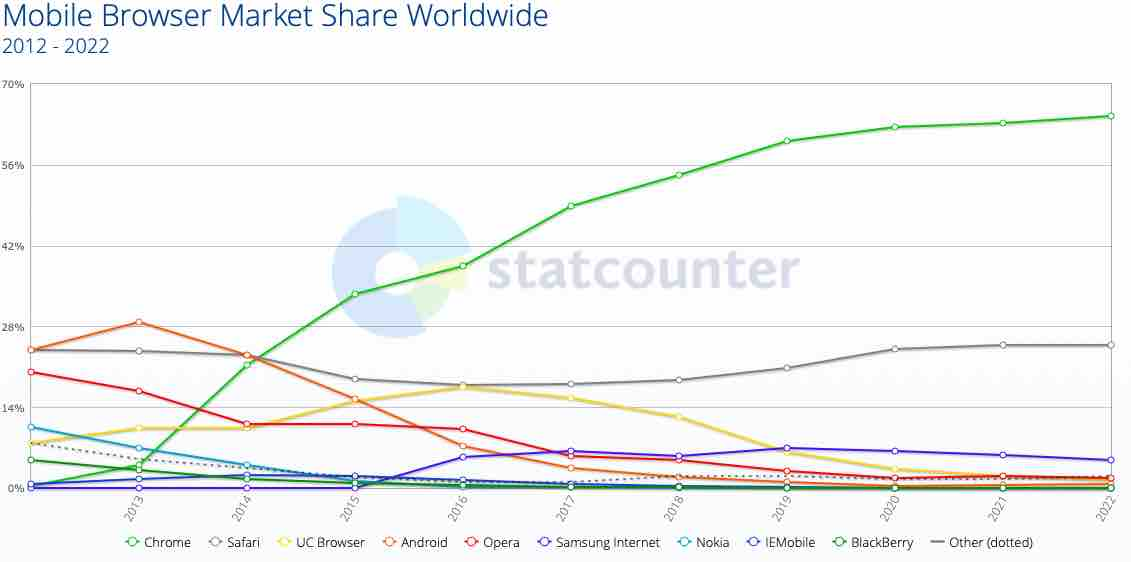 Mobile Browser Market Share Worldwide
2012 - 2022
70%
56%
42%
28%
14%
0%
statcounter
2013 2014 2015 2016 2017 2018 2019 2020 2021 2022
Chrome Safari UC Browser Android Opera Samsung Internet Nokia IEMobile BlackBerry Other (dotted)